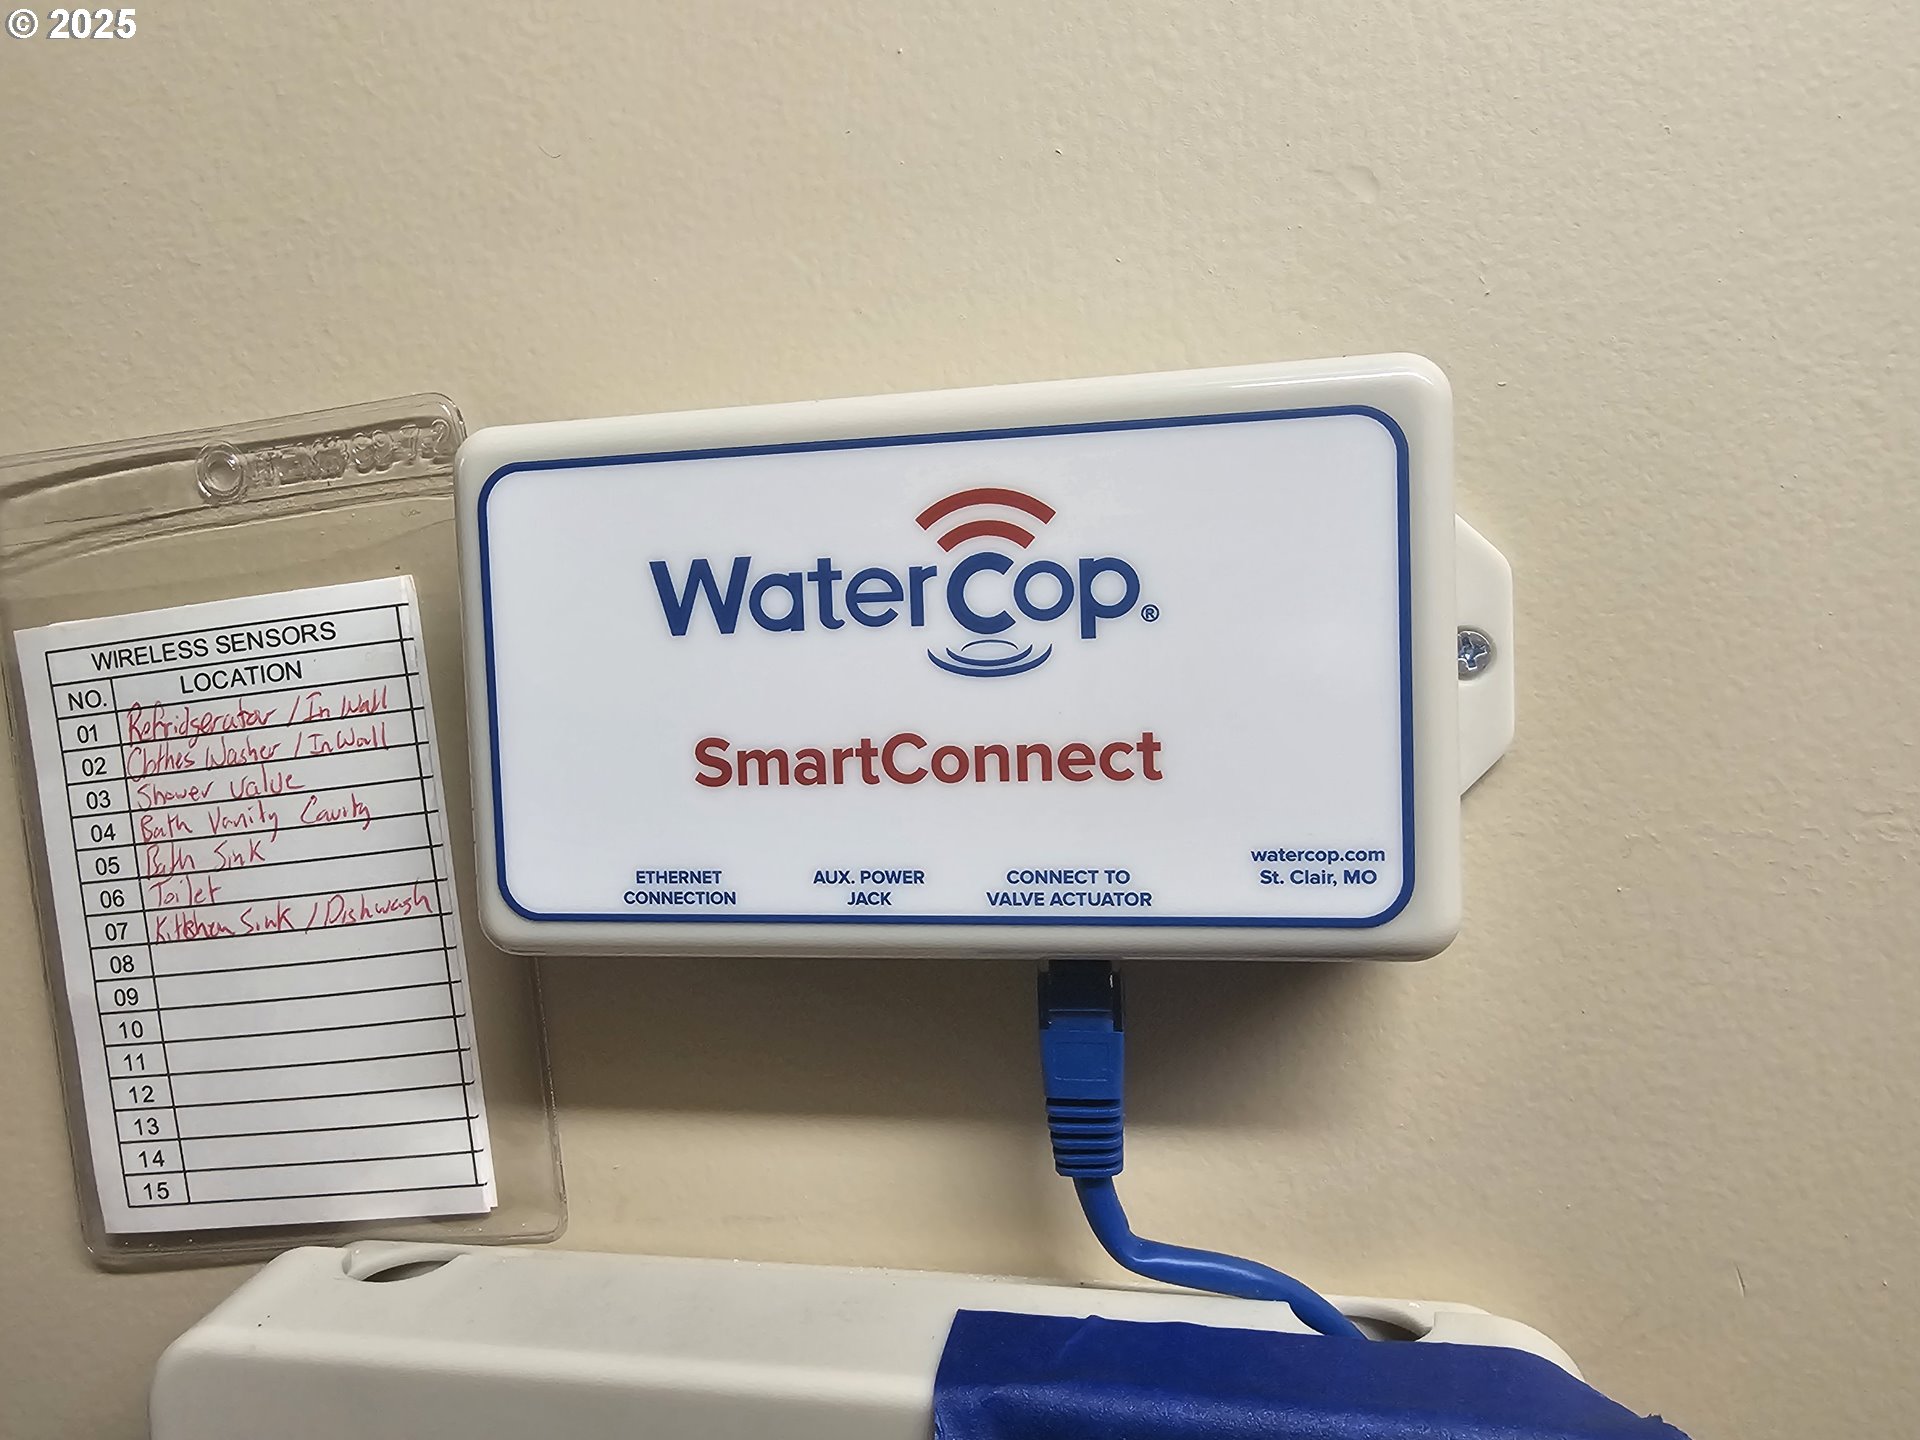 © 2025
WIRELESS SENSORS
NO. LOCATION
01 Refridgerator / In Wall
02 Clothes Washer / In Wall
03 Shower Valve
04 Bath Vanity Cavity
05 Bath Sink
06 Toilet
07 Kitchen Sink / Dishwash
08
09
10
11
12
13
14
15
WaterCop®
SmartConnect
ETHERNET
CONNECTION
AUX. POWER
JACK
CONNECT TO
VALVE ACTUATOR
watercop.com
St. Clair, MO